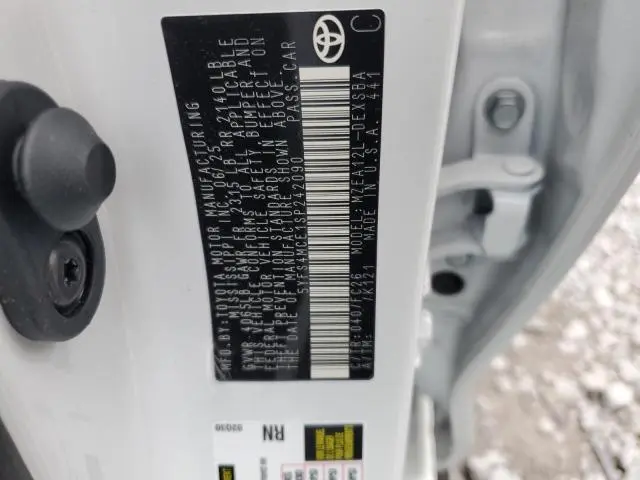 MFD.BY:TOYOTA MOTOR MANUFACTURING
MISSISSIPPI INC. 06/25
GVWR 4065LB GAWR FR 2315 LB RR 2140LB
THIS VEHICLE CONFORMS TO ALL APPLICABLE
FEDERAL MOTOR VEHICLE SAFETY BUMPER AND
THEFT PREVENTION STANDARDS IN EFFECT ON
THE DATE OF MANUFACTURE SHOWN ABOVE.
5YFS4MCE1SP242090 PASS.CAR
C/TR:040/FC26 MODEL:MZEA12L-DEXSBA
A/TM: /K121 MADE IN U.S.A. 441
C
RN
02Q30